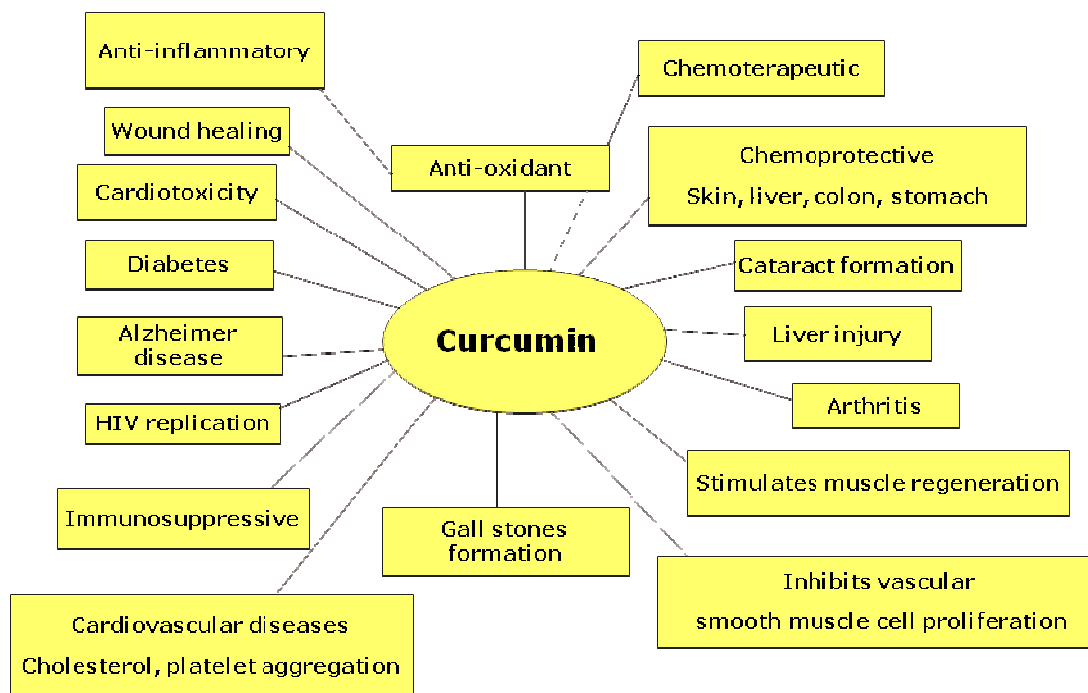 Anti-inflammatory
Chemoterapeutic
Wound healing
Anti-oxidant
Chemoprotective
Skin, liver, colon, stomach
Cardiotoxicity
Diabetes
Cataract formation
Curcumin
Alzheimer
disease
Liver injury
HIV replication
Arthritis
Stimulates muscle regeneration
Immunosuppressive
Gall stones
formation
Inhibits vascular
smooth muscle cell proliferation
Cardiovascular diseases
Cholesterol, platelet aggregation